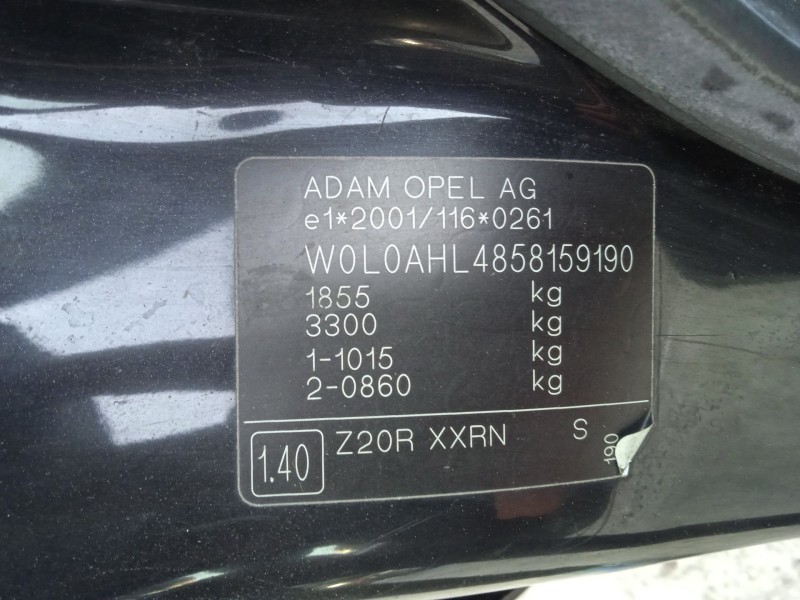 ADAM OPEL AG
e1*2001/116*0261
W0L0AHL4858159190
1855 kg
3300 kg
1-1015 kg
2-0860 kg
1.40 Z20R XXRN S
190